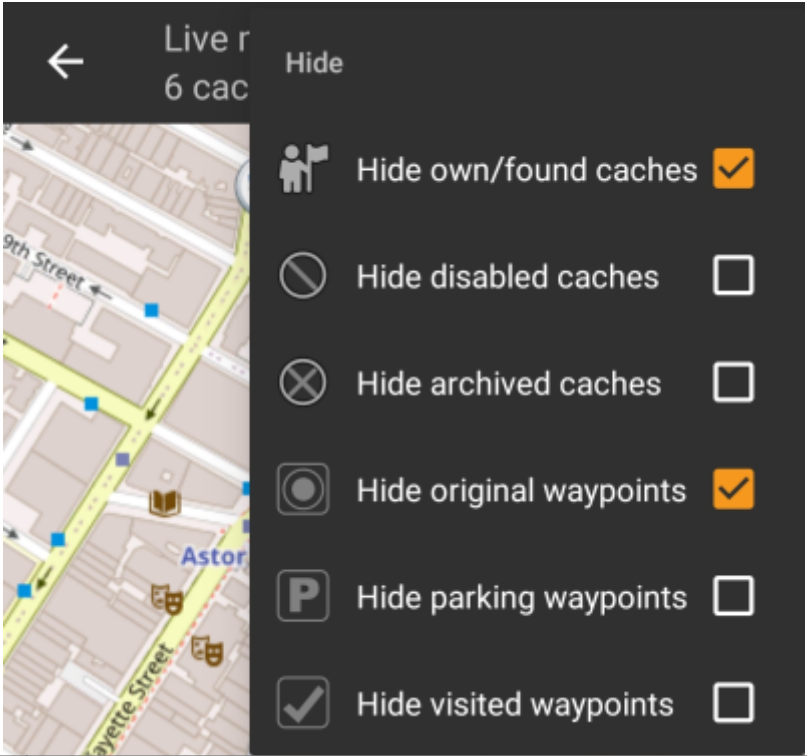 Live
6 cac
Hide
Hide own/found caches
Hide disabled caches
Hide archived caches
Hide original waypoints
P Hide parking waypoints
Hide visited waypoints
9th Street
Astor
ayette Street